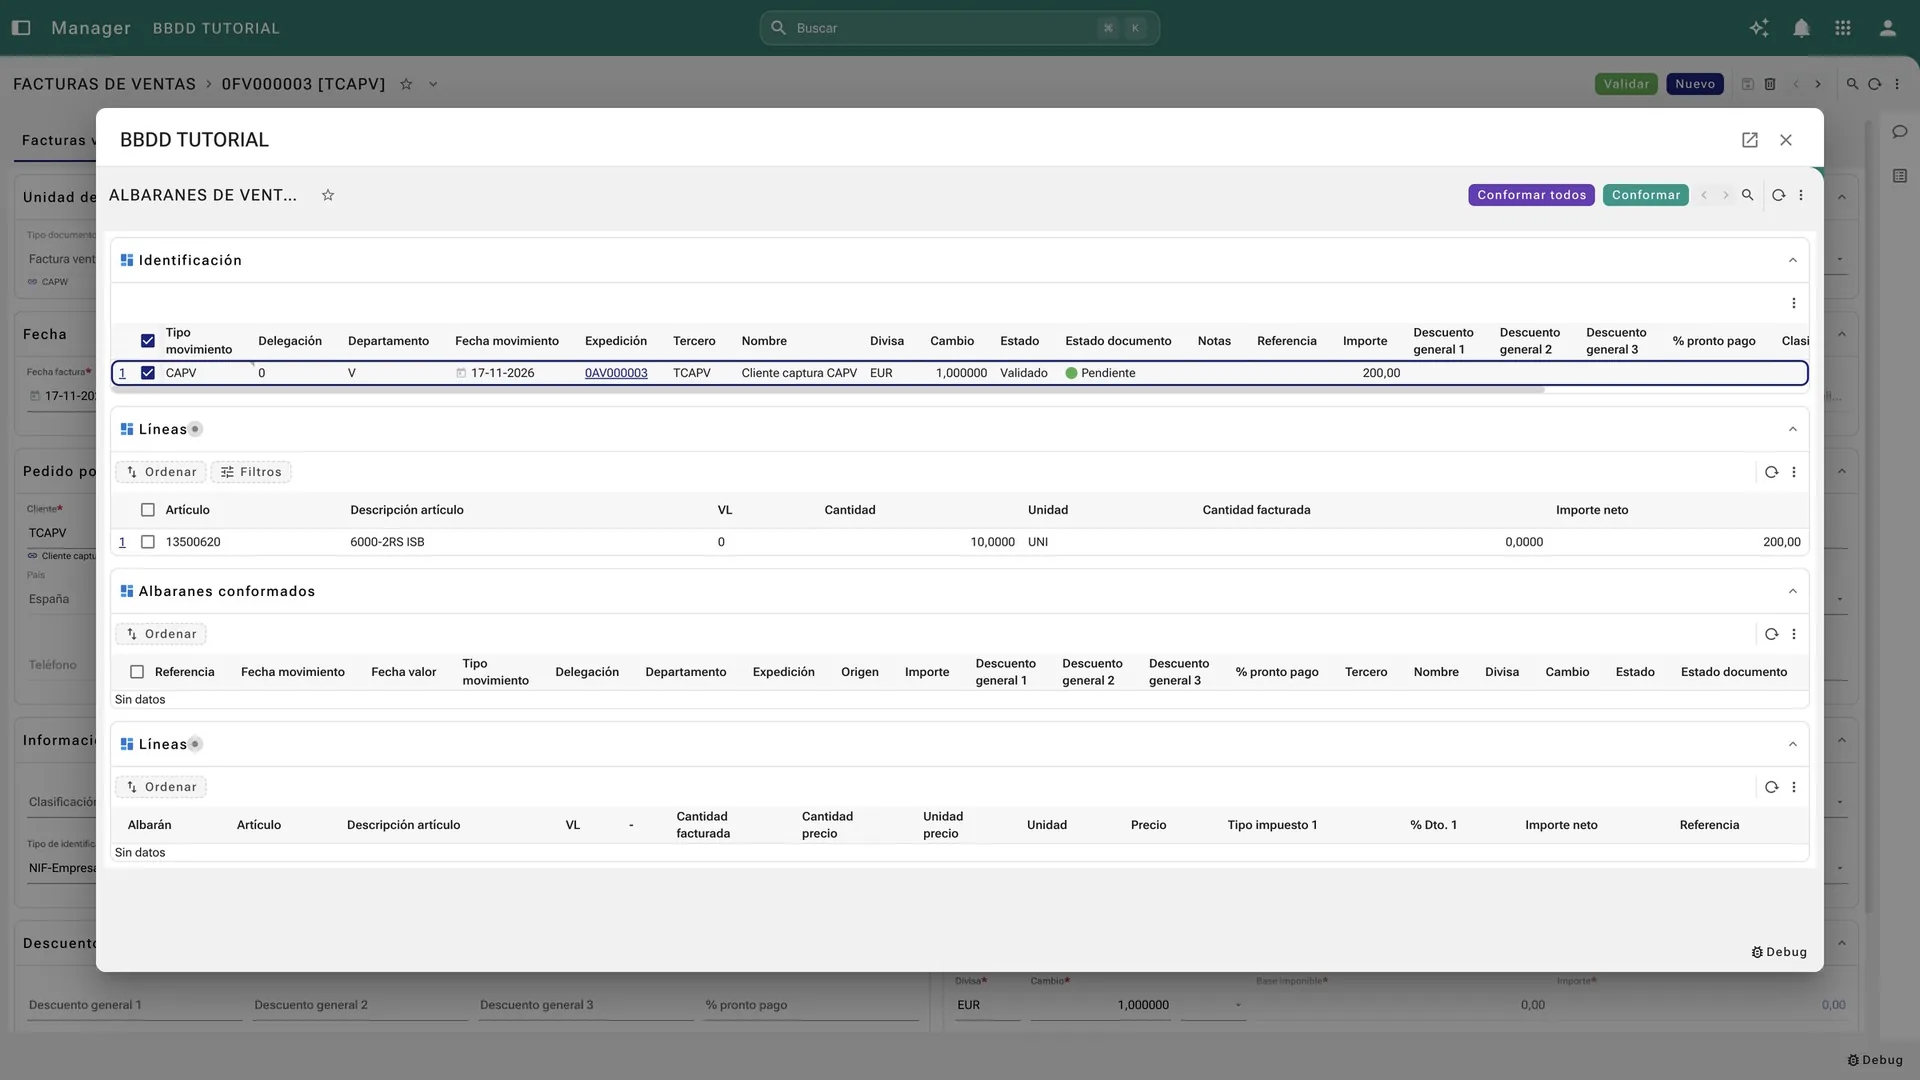 Manager BBDD TUTORIAL Buscar ⌘ K
FACTURAS DE VENTAS › 0FV000003 [TCAPV] Validar Nuevo
Facturas v
BBDD TUTORIAL
ALBARANES DE VENT... Conformar todos Conformar
Unidad de
Tipo documento
Factura vent
CAPW
Identificación
Tipo movimiento Delegación Departamento Fecha movimiento Expedición Tercero Nombre Divisa Cambio Estado Estado documento Notas Referencia Importe Descuento general 1 Descuento general 2 Descuento general 3 % pronto pago Clasi
1 CAPV 0 V 17-11-2026 0AV000003 TCAPV Cliente captura CAPV EUR 1,000000 Validado Pendiente 200,00
Fecha
Fecha factura*
17-11-202
Líneas
Ordenar Filtros
Artículo Descripción artículo VL Cantidad Unidad Cantidad facturada Importe neto
1 13500620 6000-2RS ISB 0 10,0000 UNI 0,0000 200,00
Pedido po
Cliente*
TCAPV
Cliente captu
País
España
Teléfono
Albaranes conformados
Ordenar
Referencia Fecha movimiento Fecha valor Tipo movimiento Delegación Departamento Expedición Origen Importe Descuento general 1 Descuento general 2 Descuento general 3 % pronto pago Tercero Nombre Divisa Cambio Estado Estado documento
Sin datos
Líneas
Ordenar
Albarán Artículo Descripción artículo VL - Cantidad facturada Cantidad precio Unidad precio Unidad Precio Tipo impuesto 1 % Dto. 1 Importe neto Referencia
Sin datos
Informaci
Clasificación
Tipo de identific
NIF-Empresa
Debug
Descuento
Descuento general 1 Descuento general 2 Descuento general 3 % pronto pago
Divisa* Cambio* Base imponible* Importe*
EUR 1,000000 0,00 0,00
Debug